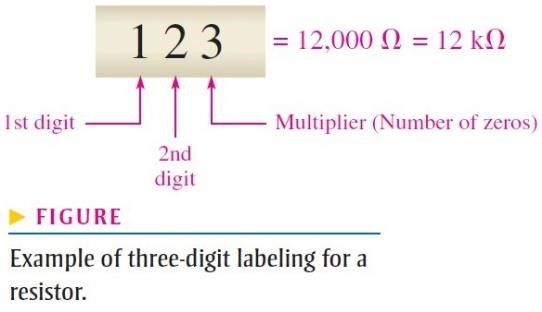 1 2 3 = 12,000 Ω = 12 kΩ
1st digit
Multiplier (Number of zeros)
2nd
digit
▶ FIGURE
Example of three-digit labeling for a
resistor.